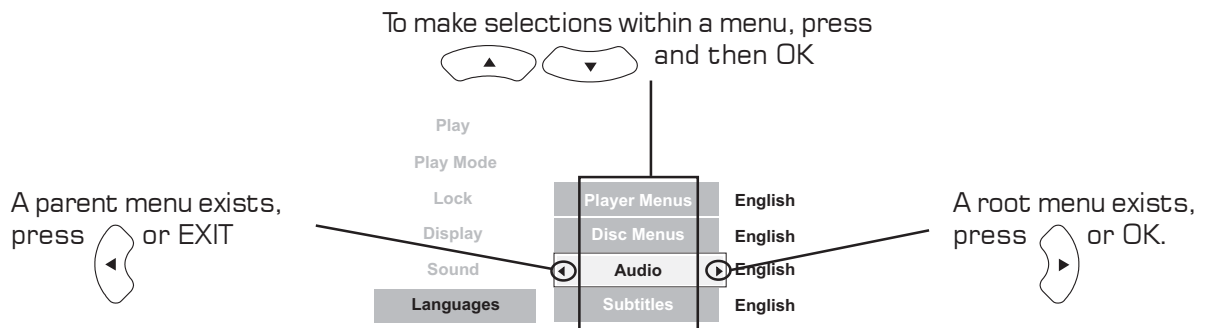 To make selections within a menu, press
and then OK
Play
Play Mode
Lock
Display
Sound
Languages
Player Menus
Disc Menus
Audio
Subtitles
English
English
English
English
A parent menu exists,
press or EXIT
A root menu exists,
press or OK.